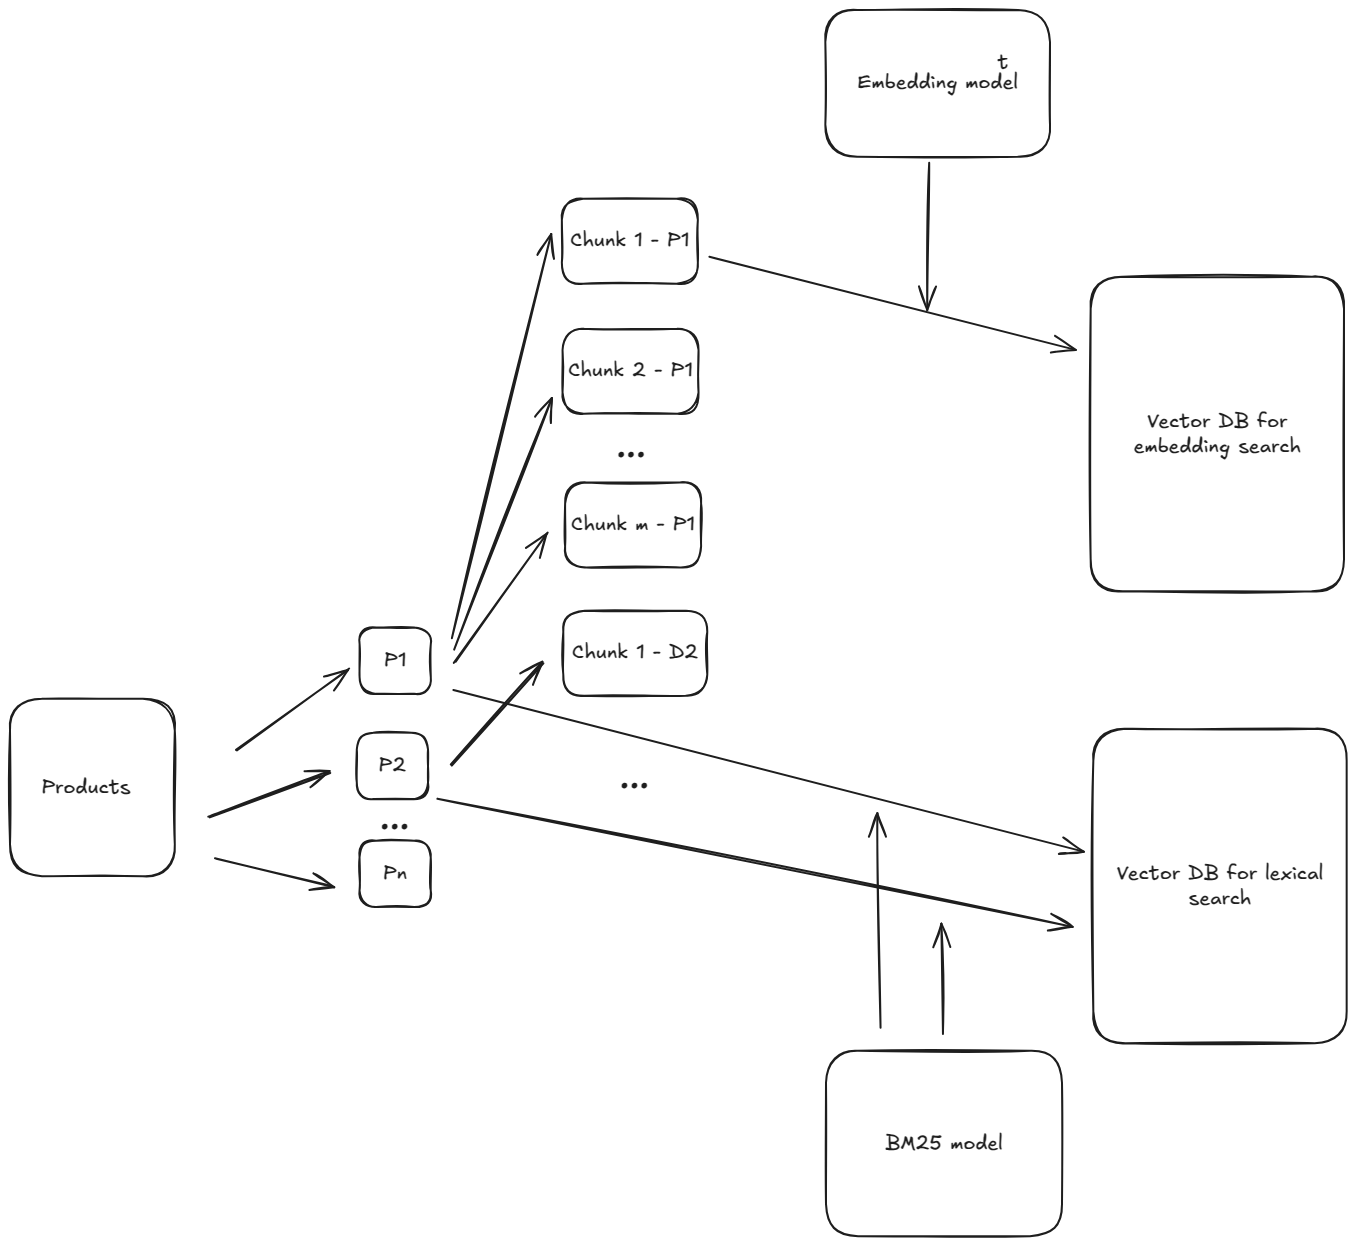 t
Embedding model
Chunk 1 - P1
Chunk 2 - P1
...
Chunk m - P1
Chunk 1 - D2
...
P1
P2
...
Pn
Products
Vector DB for
embedding search
Vector DB for lexical
search
BM25 model